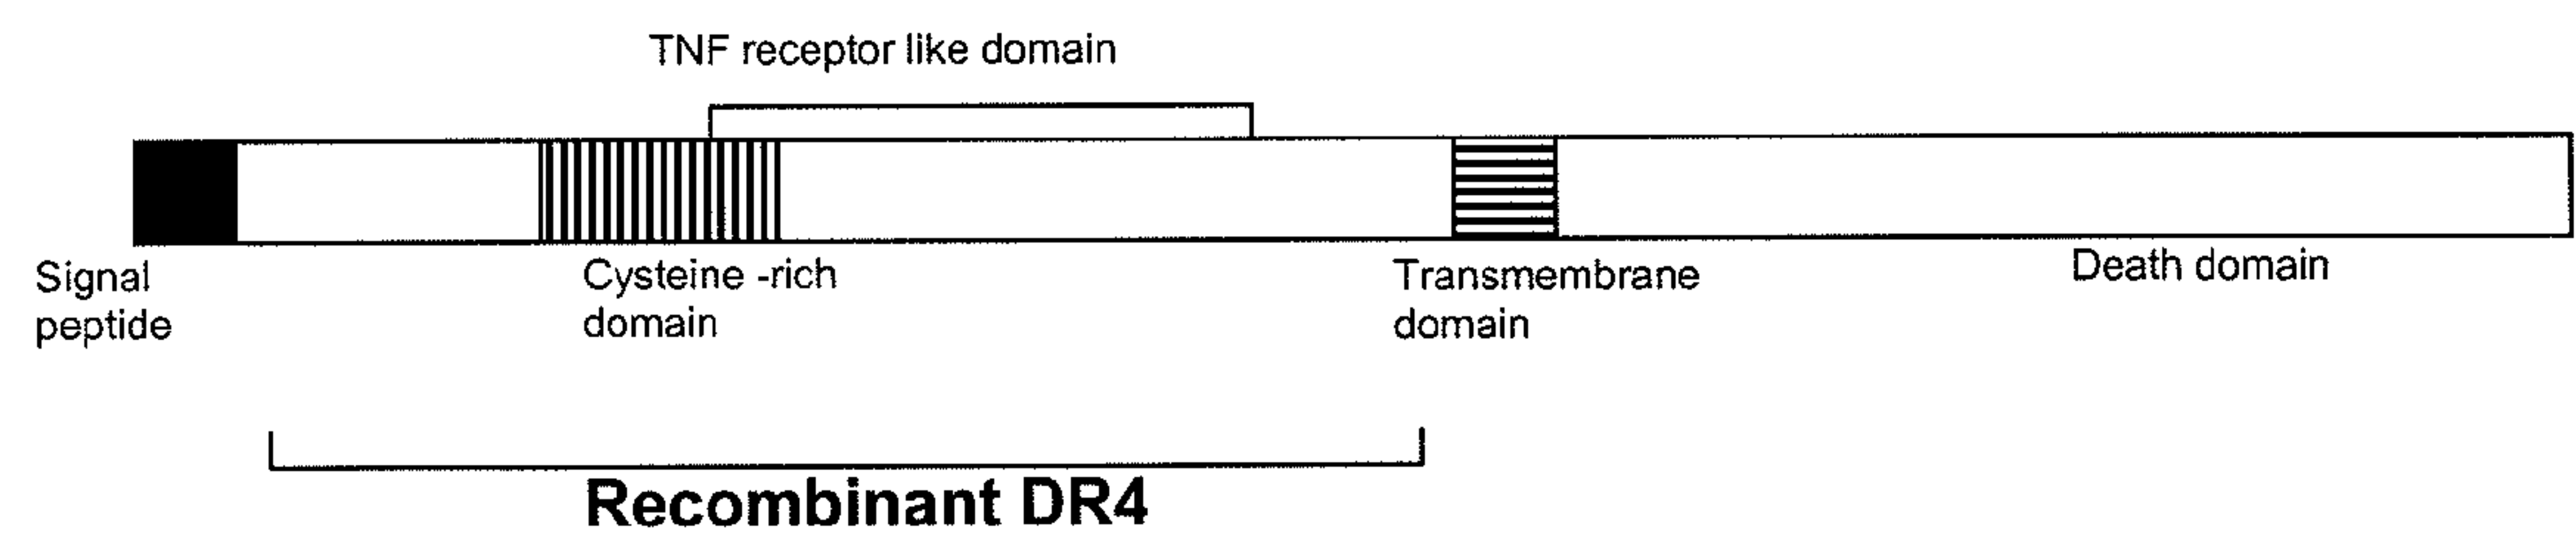 TNF receptor like domain
Signal
peptide
Cysteine -rich
domain
Transmembrane
domain
Death domain
Recombinant DR4